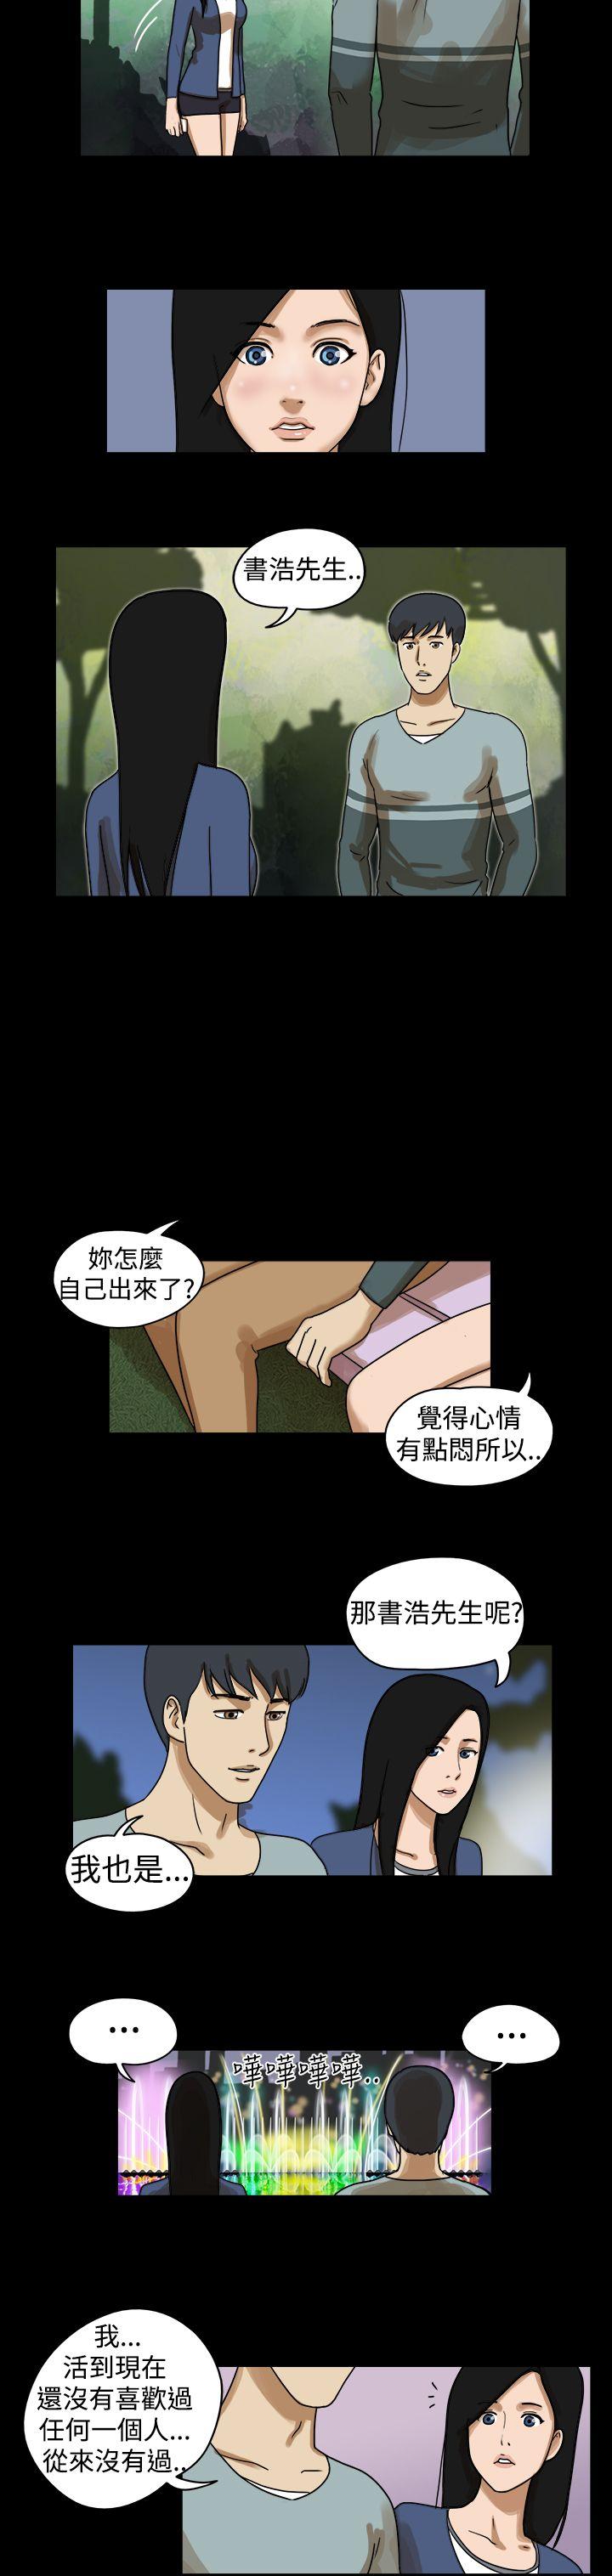 書浩先生..
妳怎麼
自己出來了?
覺得心情
有點悶所以..
那書浩先生呢?
我也是...
...
...
嘩嘩嘩嘩..
我...
活到現在
還沒有喜歡過
任何一個人...
從來沒有過..